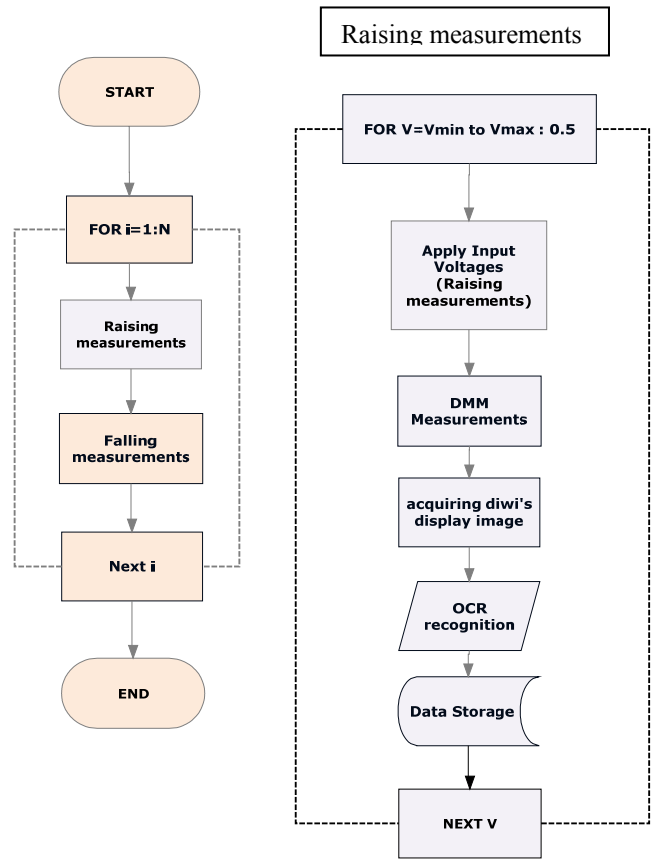 Raising measurements
START
FOR i=1:N
Raising
measurements
Falling
measurements
Next i
END
FOR V=Vmin to Vmax : 0.5
Apply Input
Voltages
(Raising
measurements)
DMM
Measurements
acquiring diwi's
display image
OCR
recognition
Data Storage
NEXT V